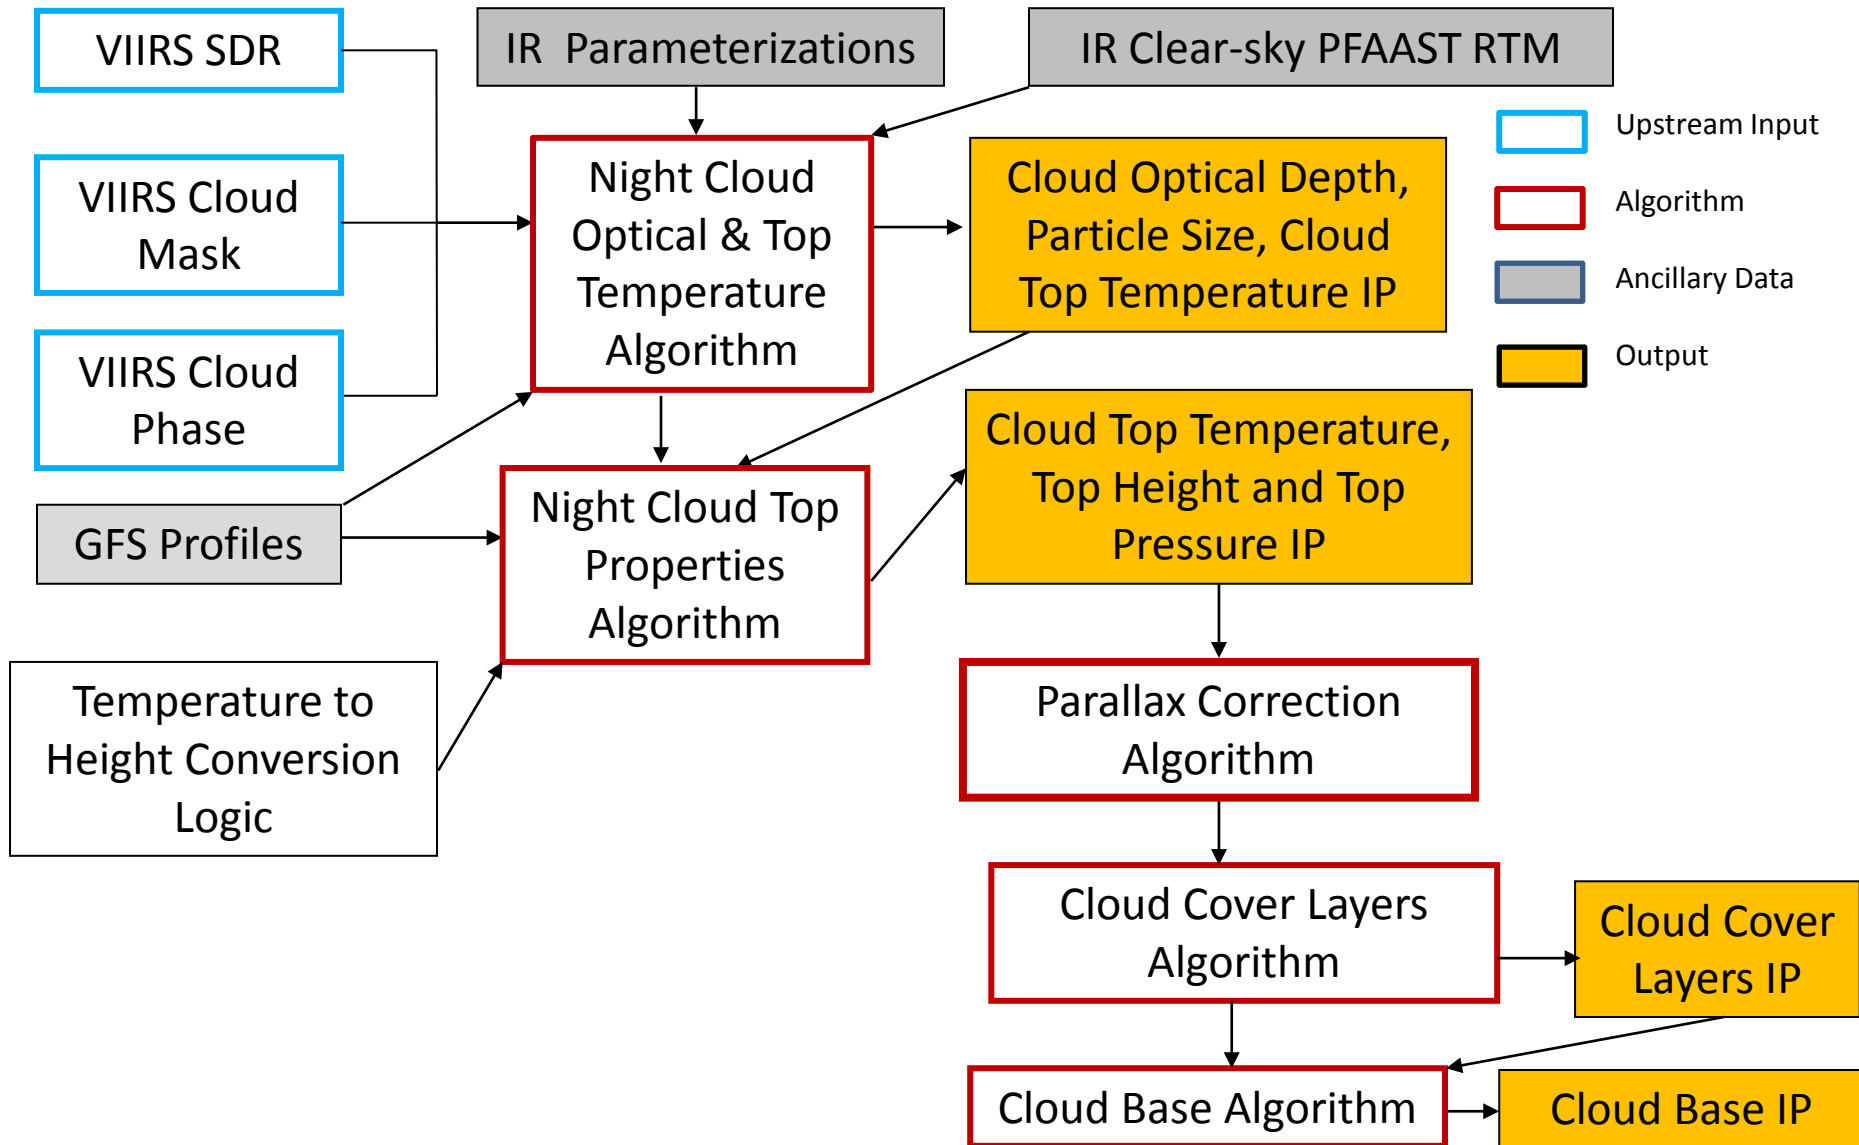 VIIRS SDR
IR Parameterizations
IR Clear-sky PFAAST RTM
Upstream Input
Algorithm
Ancillary Data
Output
VIIRS Cloud
Mask
Night Cloud
Optical & Top
Temperature
Algorithm
Cloud Optical Depth,
Particle Size, Cloud
Top Temperature IP
VIIRS Cloud
Phase
GFS Profiles
Night Cloud Top
Properties
Algorithm
Cloud Top Temperature,
Top Height and Top
Pressure IP
Temperature to
Height Conversion
Logic
Parallax Correction
Algorithm
Cloud Cover Layers
Algorithm
Cloud Cover
Layers IP
Cloud Base Algorithm
Cloud Base IP